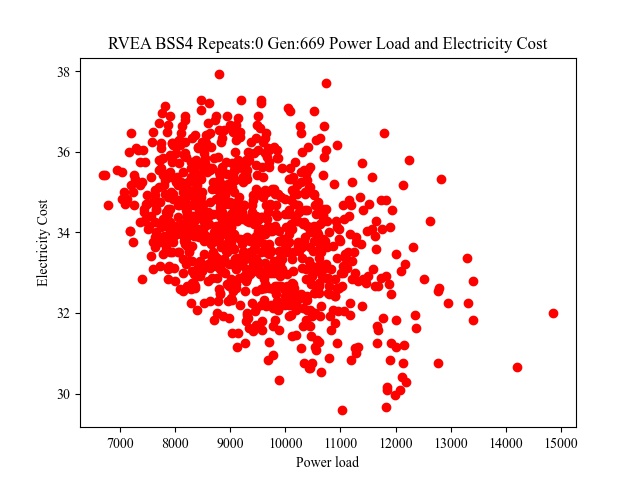 RVEA BSS4 Repeats:0 Gen:669 Power Load and Electricity Cost
38
36
34
32
30
Electricity Cost
7000 8000 9000 10000 11000 12000 13000 14000 15000
Power load